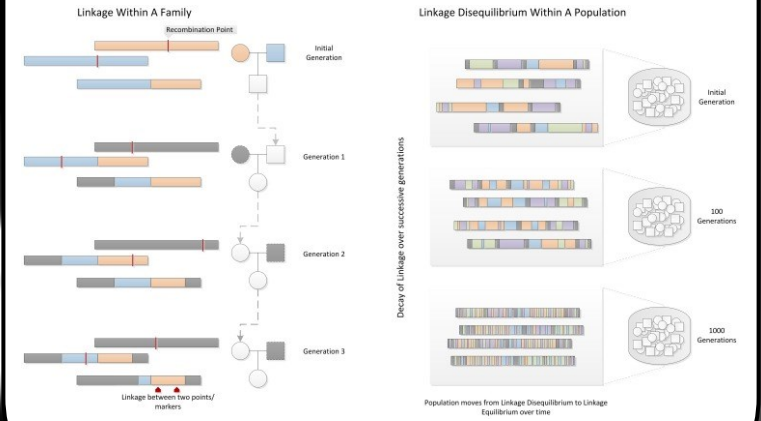 Linkage Within A Family
Recombination Point
Initial
Generation
Generation 1
Generation 2
Generation 3
Linkage between two points/
markers
Linkage Disequilibrium Within A Population
Decay of Linkage over successive generations
Initial
Generation
100
Generations
1000
Generations
Population moves from Linkage Disequilibrium to Linkage
Equilibrium over time